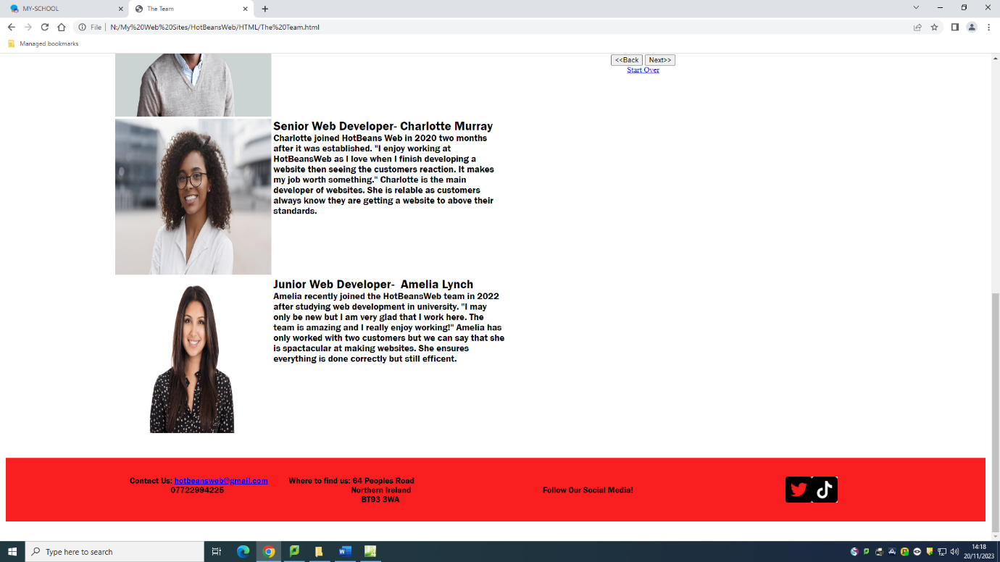 MY-SCHOOL
The Team
File
N:/My%20Web%20Sites/HotBeansWeb/HTML/The%20Team.html
Managed bookmarks
<<Back Next>>
Start Over
Senior Web Developer- Charlotte Murray
Charlotte joined HotBeans Web in 2020 two months
after it was established. "I enjoy working at
HotBeansWeb as I love when I finish developing a
website then seeing the customers reaction. It makes
my job worth something." Charlotte is the main
developer of websites. She is relable as customers
always know they are getting a website to above their
standards.
Junior Web Developer- Amelia Lynch
Amelia recently joined the HotBeansWeb team in 2022
after studying web development in university. "I may
only be new but I am very glad that I work here. The
team is amazing and I really enjoy working!" Amelia has
only worked with two customers but we can say that she
is spactacular at making websites. She ensures
everything is done correctly but still efficent.
Contact Us: hotbeansweb@gmail.com
07722994225
Where to find us: 64 Peoples Road
Northern Ireland
BT93 3WA
Follow Our Social Media!
Type here to search
14:18
20/11/2023